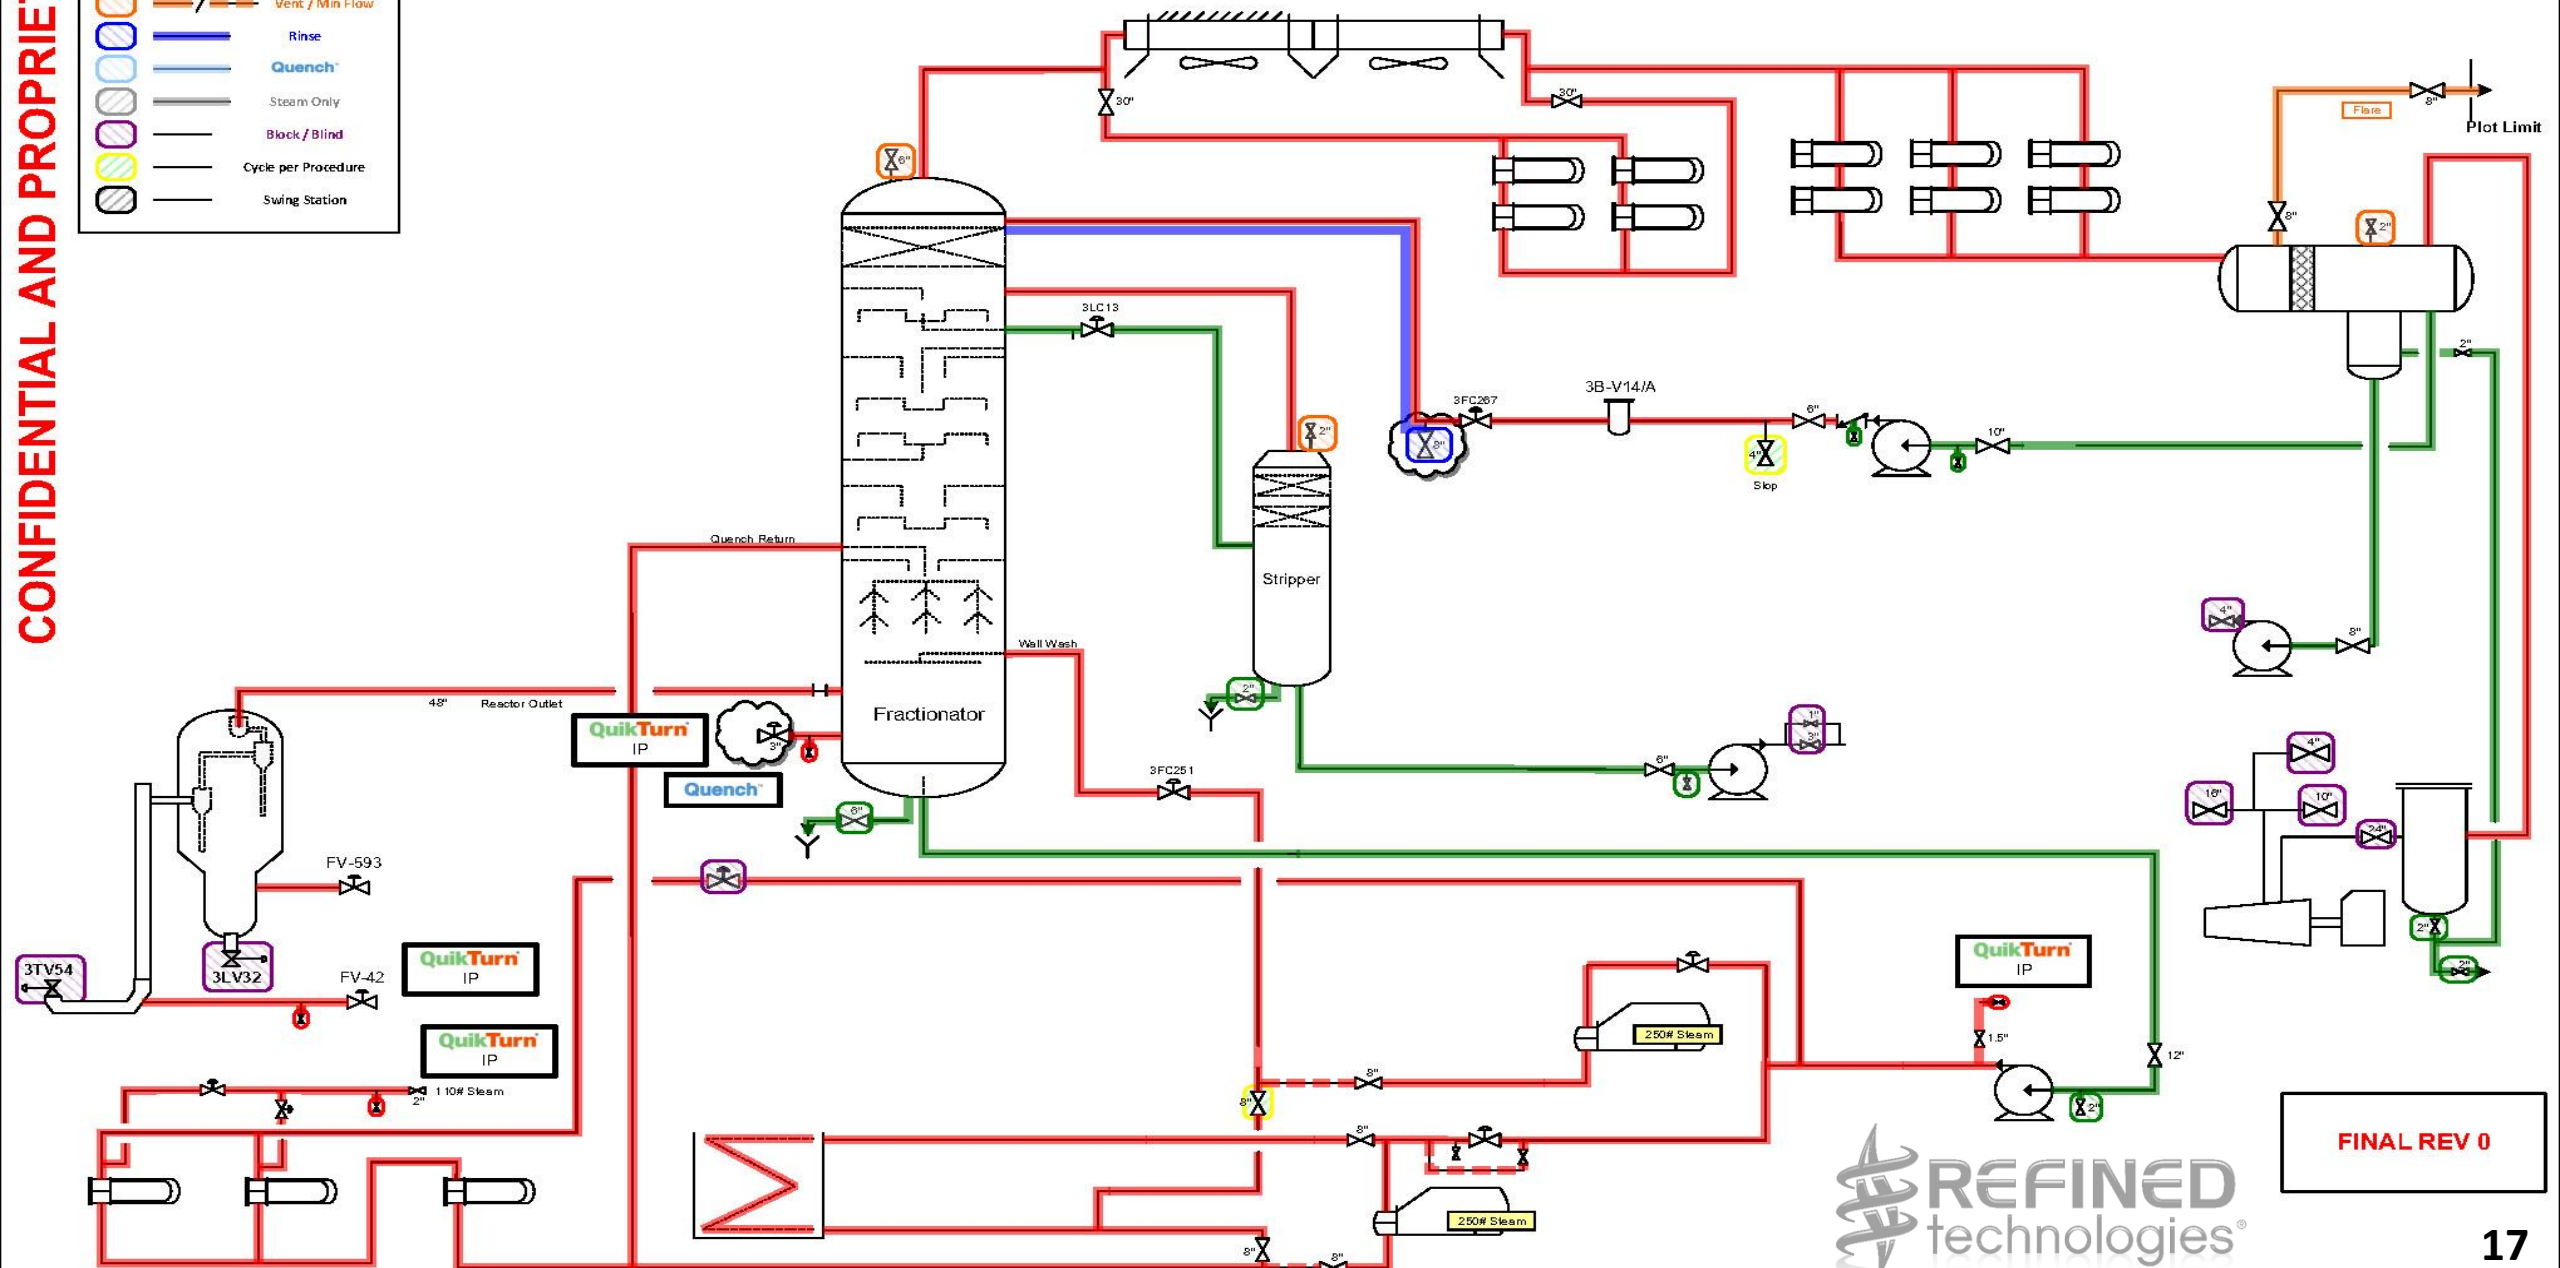 CONFIDENTIAL AND PROPRIE
Vent / Min Flow
Rinse
Quench™
Steam Only
Block / Blind
Cycle per Procedure
Swing Station
30"
30"
6"
Flare
8"
Plot Limit
8"
2"
3LC13
2"
3B-V14/A
3FC267
6"
10"
4"
Slop
2"
Quench Return
Stripper
Wall Wash
4"
8"
48"
Reactor Outlet
QuikTurn
IP
3"
Fractionator
2"
1"
3"
6"
Quench™
3FC251
4"
16"
10"
24"
6"
FV-593
2"
2"
3TV54
3LV32
FV-42
QuikTurn
IP
QuikTurn
IP
QuikTurn
IP
250# Steam
1.5"
12"
8"
8"
2"
110# Steam
2"
8"
250# Steam
8"
8"
FINAL REV 0
REFINED
technologies®
17